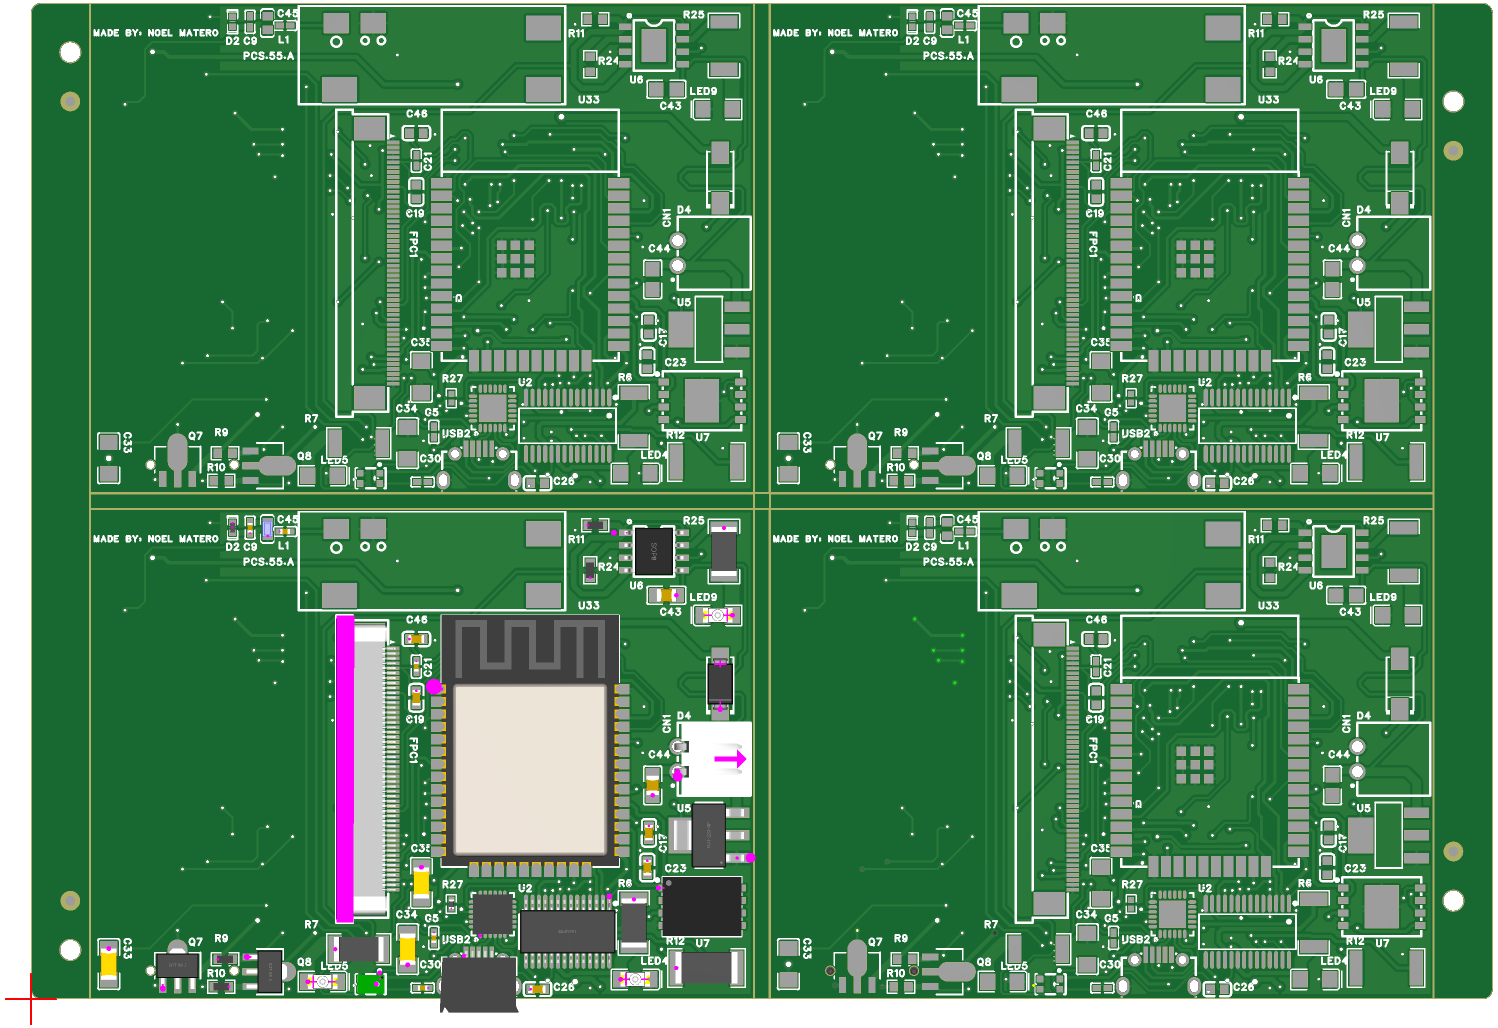 C45
R25
MADE BY: NOEL MATERO
D2 C9 L1
R11
PCS.55.A
R24
U6
LED9
U33
C43
C46
C21
C19
D4
CN1
FPC1
C44
U5
C17
C35
C23
R27
U2
R6
C34
G5
R7
USB2
R12
U7
C33
Q7
R9
Q8
LED5
C30
LED4
R10
C26
C45
R25
MADE BY: NOEL MATERO
D2 C9 L1
R11
PCS.55.A
R24
U6
LED9
U33
C43
C46
C21
C19
D4
CN1
FPC1
C44
U5
C17
C35
C23
R27
U2
R6
C34
G5
R7
USB2
R12
U7
C33
Q7
R9
Q8
LED5
C30
LED4
R10
C26
C45
R25
MADE BY: NOEL MATERO
D2 C9 L1
R11
PCS.55.A
SOP8
R24
U6
LED9
U33
C43
C46
C21
C19
D4
CN1
FPC1
C44
U5
C17
C35
C23
R27
U2
R6
C34
G5
R7
USB2
R12
U7
C33
Q7
R9
Q8
LED5
C30
LED4
R10
C26
C45
R25
MADE BY: NOEL MATERO
D2 C9 L1
R11
PCS.55.A
R24
U6
LED9
U33
C43
C46
C21
C19
D4
CN1
FPC1
C44
U5
C17
C35
C23
R27
U2
R6
C34
G5
R7
USB2
R12
U7
C33
Q7
R9
Q8
LED5
C30
LED4
R10
C26